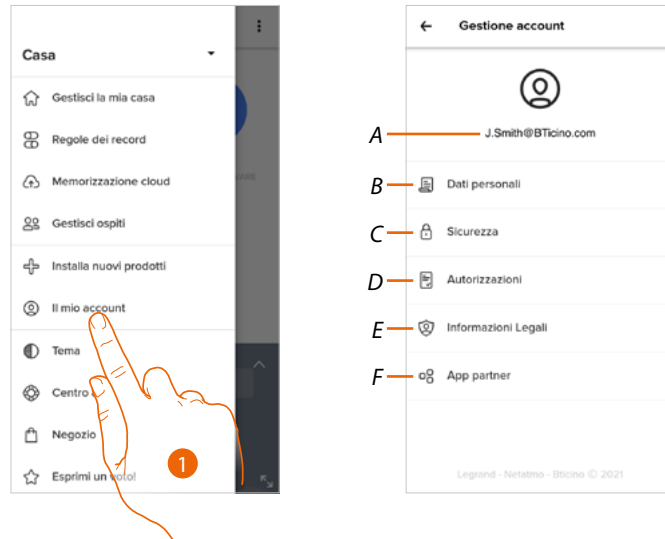 Casa
Gestisci la mia casa
Regole dei record
Memorizzazione cloud
Gestisci ospiti
Installa nuovi prodotti
Il mio account
Tema
Centro
Negozio
Esprimi un voto!
1
Gestione account
A
J.Smith@BTicino.com
B Dati personali
C Sicurezza
D Autorizzazioni
E Informazioni Legali
F App partner
Legrand - Netatmo - Bticino © 2021